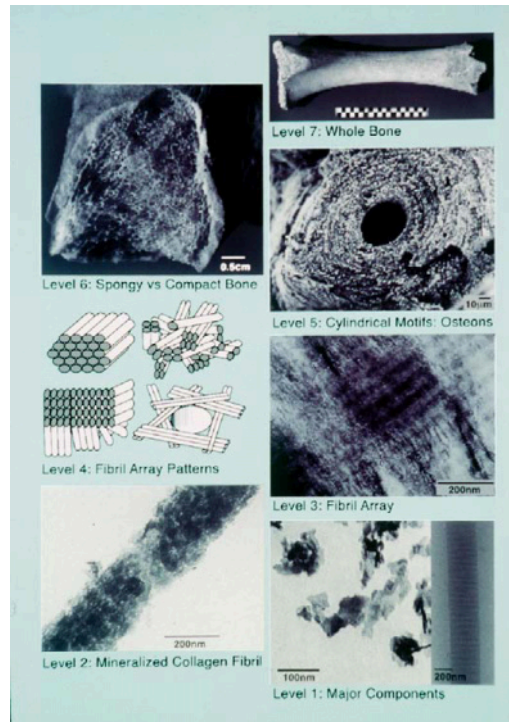 Level 7: Whole Bone
0.5cm
Level 6: Spongy vs Compact Bone
10μm
Level 5: Cylindrical Motifs: Osteons
Level 4: Fibril Array Patterns
200nm
Level 3: Fibril Array
200nm
Level 2: Mineralized Collagen Fibril
100nm
200nm
Level 1: Major Components